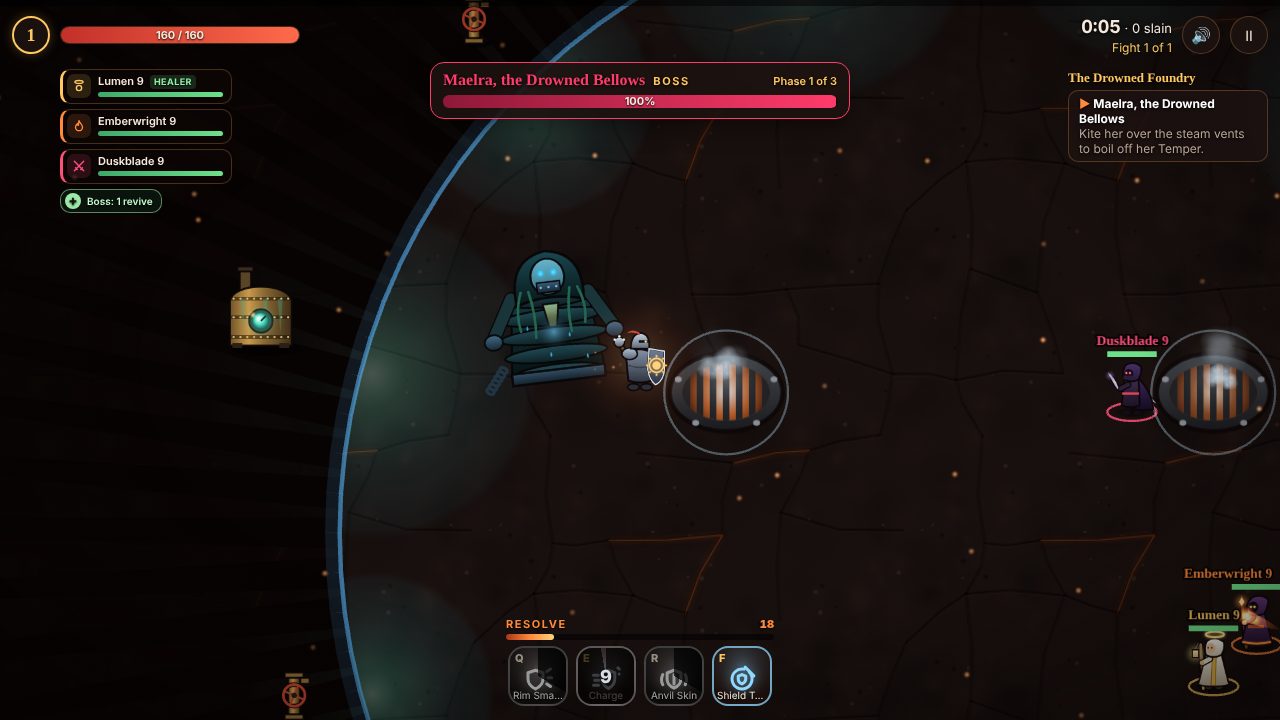 1
160 / 160
0:05 · 0 slain
Fight 1 of 1
Lumen 9 HEALER
Emberwright 9
Duskblade 9
Boss: 1 revive
Maelra, the Drowned Bellows BOSS Phase 1 of 3
100%
The Drowned Foundry
Maelra, the Drowned
Bellows
Kite her over the steam vents
to boil off her Temper.
Duskblade 9
Emberwright 9
Lumen 9
RESOLVE 18
Q E R F
9
Rim Sma... Charge Anvil Skin Shield T...